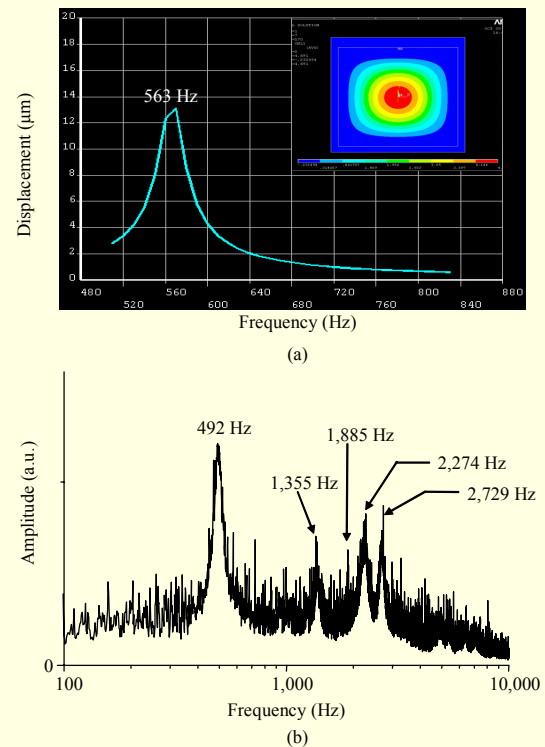 20
18
16
14
12
10
8
6
4
2
0
Displacement (μm)
563 Hz
480
520
560
600
640
680
720
760
800
840
880
Frequency (Hz)
(a)
Amplitude (a.u.)
0
492 Hz
1,355 Hz
1,885 Hz
2,274 Hz
2,729 Hz
100
1,000
10,000
Frequency (Hz)
(b)